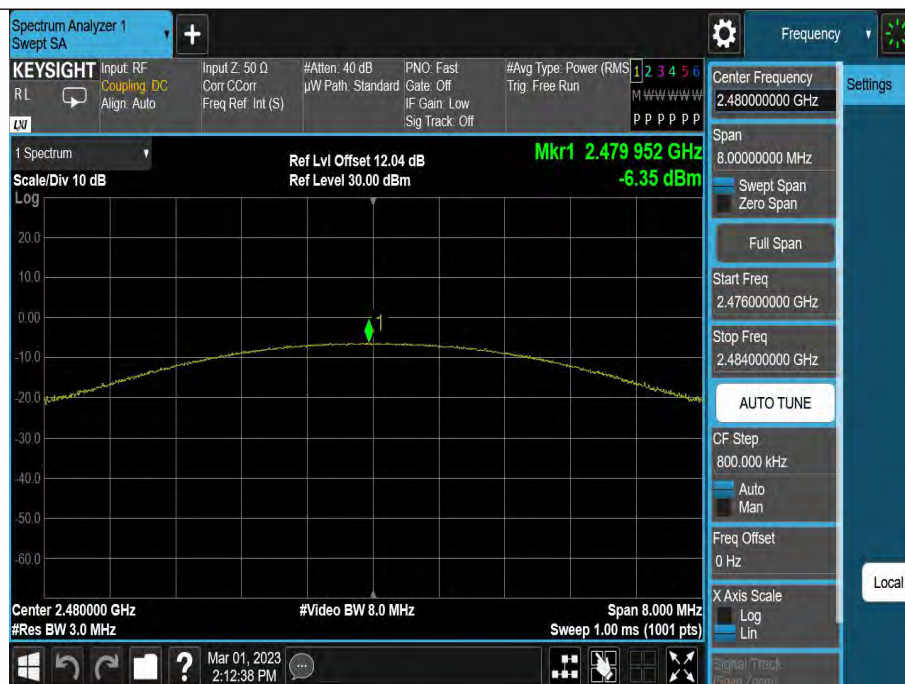 Spectrum Analyzer 1
Swept SA
+
Frequency
KEYSIGHT
RL
LXI
Input: RF
Coupling: DC
Align: Auto
Input Z: 50 Ω
Corr CCorr
Freq Ref: Int (S)
#Atten: 40 dB
µW Path: Standard
PNO: Fast
Gate: Off
IF Gain: Low
Sig Track: Off
#Avg Type: Power (RMS
Trig: Free Run
1 2 3 4 5 6
M W W W W W
P P P P P P
1 Spectrum
Scale/Div 10 dB
Ref Lvl Offset 12.04 dB
Ref Level 30.00 dBm
Mkr1 2.479 952 GHz
-6.35 dBm
Log
20.0
10.0
0.00
-10.0
-20.0
-30.0
-40.0
-50.0
-60.0
1
Center 2.480000 GHz
#Res BW 3.0 MHz
#Video BW 8.0 MHz
Span 8.000 MHz
Sweep 1.00 ms (1001 pts)
Center Frequency
2.480000000 GHz
Settings
Span
8.00000000 MHz
Swept Span
Zero Span
Full Span
Start Freq
2.476000000 GHz
Stop Freq
2.484000000 GHz
AUTO TUNE
CF Step
800.000 kHz
Auto
Man
Freq Offset
0 Hz
Local
X Axis Scale
Log
Lin
Signal Track
(Span Zoom)
?
Mar 01, 2023
2:12:38 PM